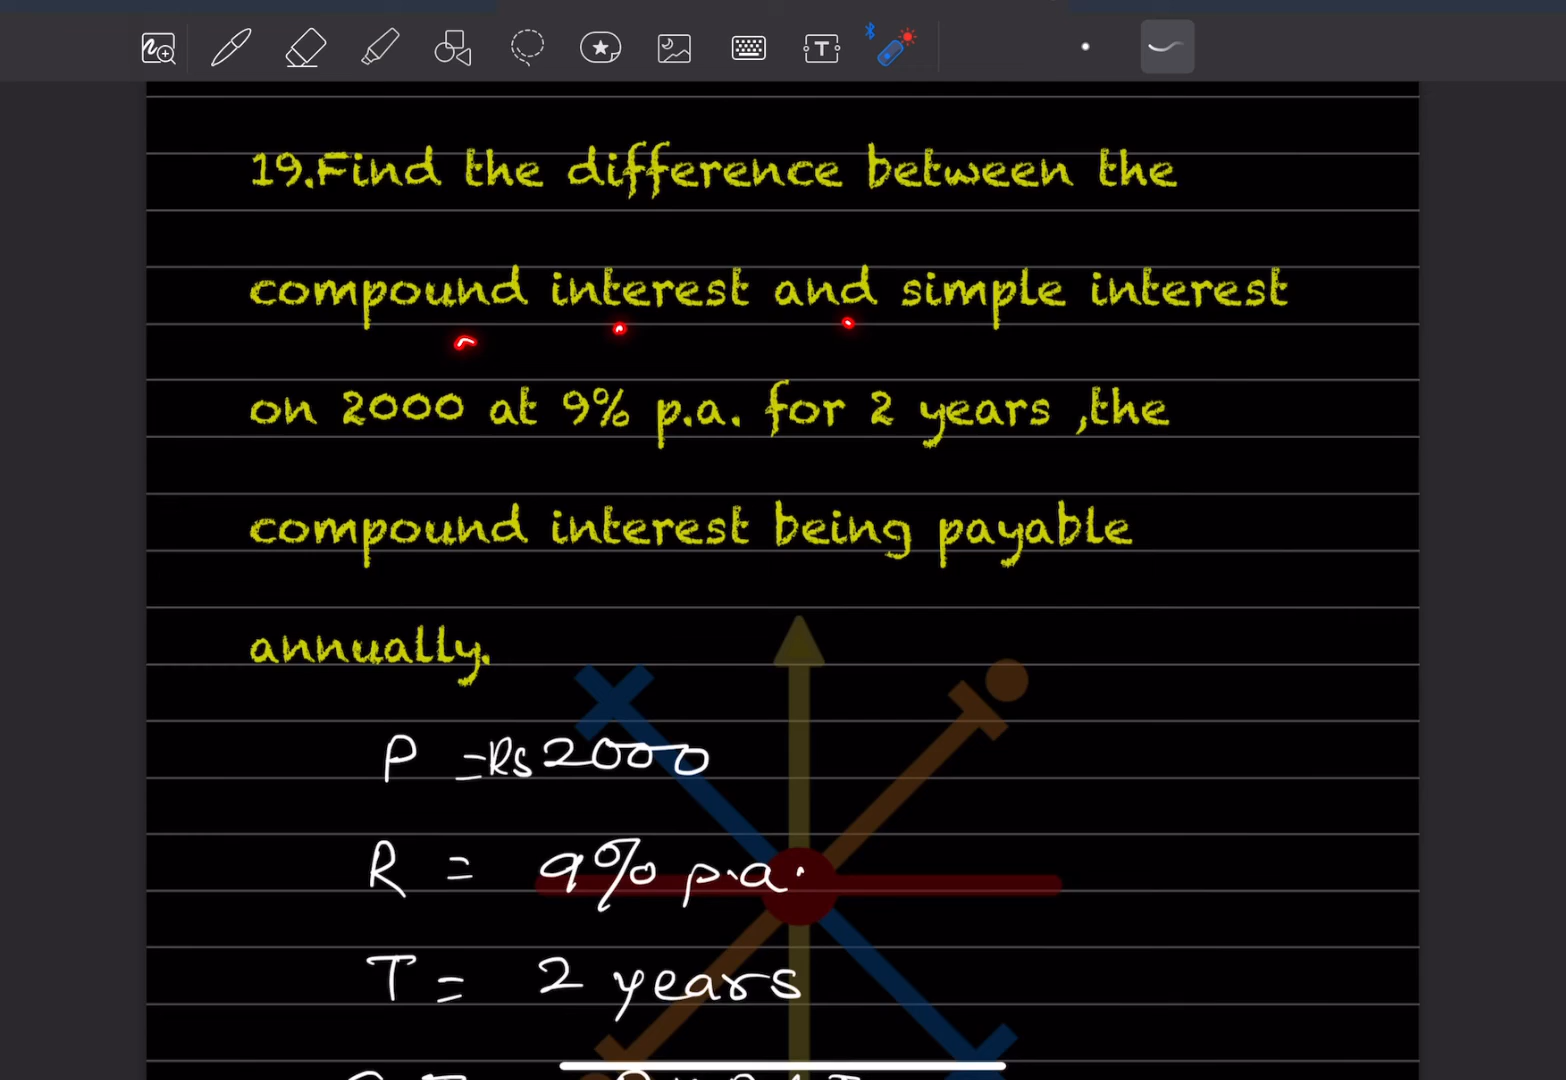 19.Find the difference between the
compound interest and simple interest
on 2000 at 9% p.a. for 2 years ,the
compound interest being payable
annually.
P =Rs 2000
R = 9% p.a.
T = 2 years